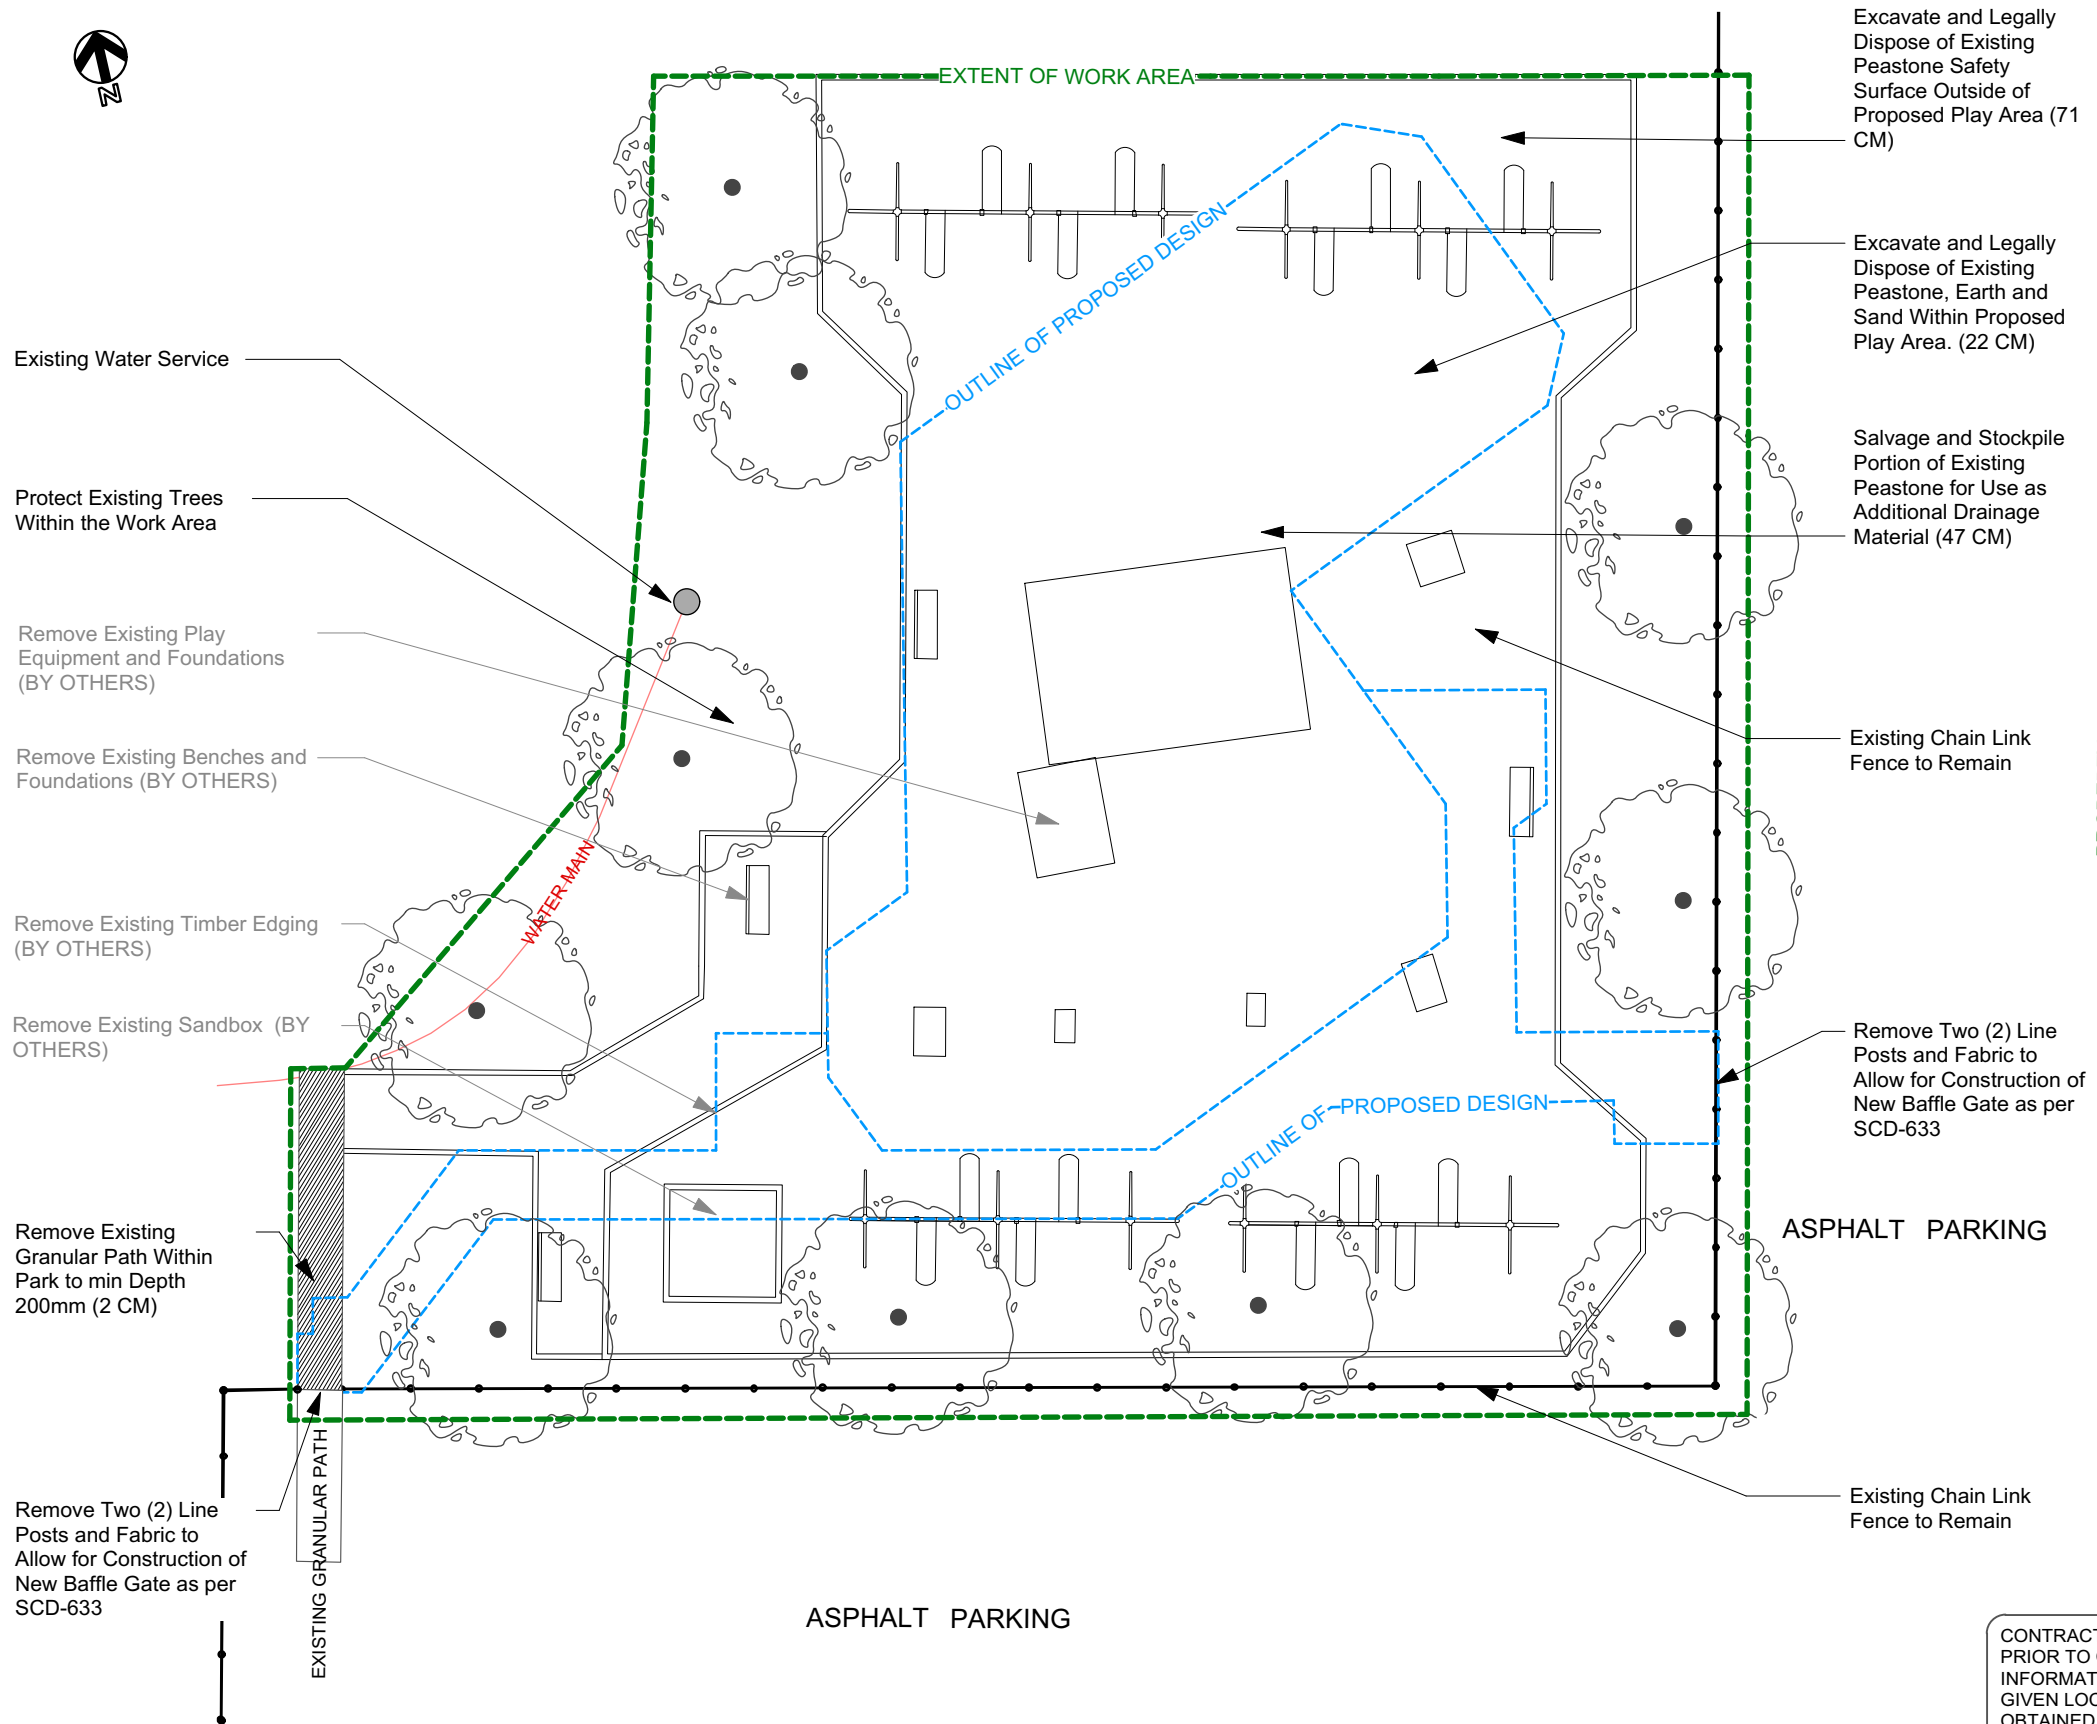 N
EXTENT OF WORK AREA
Excavate and Legally
Dispose of Existing
Peastone Safety
Surface Outside of
Proposed Play Area (71
CM)
OUTLINE OF PROPOSED DESIGN
Excavate and Legally
Dispose of Existing
Peastone, Earth and
Sand Within Proposed
Play Area. (22 CM)
Existing Water Service
Salvage and Stockpile
Portion of Existing
Peastone for Use as
Additional Drainage
Material (47 CM)
Protect Existing Trees
Within the Work Area
Remove Existing Play
Equipment and Foundations
(BY OTHERS)
Existing Chain Link
Fence to Remain
Remove Existing Benches and
Foundations (BY OTHERS)
WATER MAIN
Remove Existing Timber Edging
(BY OTHERS)
Remove Existing Sandbox  (BY
OTHERS)
Remove Two (2) Line
Posts and Fabric to
Allow for Construction of
New Baffle Gate as per
SCD-633
OUTLINE OF PROPOSED DESIGN
Remove Existing
Granular Path Within
Park to min Depth
200mm (2 CM)
ASPHALT PARKING
Existing Chain Link
Fence to Remain
Remove Two (2) Line
Posts and Fabric to
Allow for Construction of
New Baffle Gate as per
SCD-633
EXISTING GRANULAR PATH
ASPHALT PARKING
CONTRACT
PRIOR TO
INFORMAT
GIVEN LOC
OBTAINED